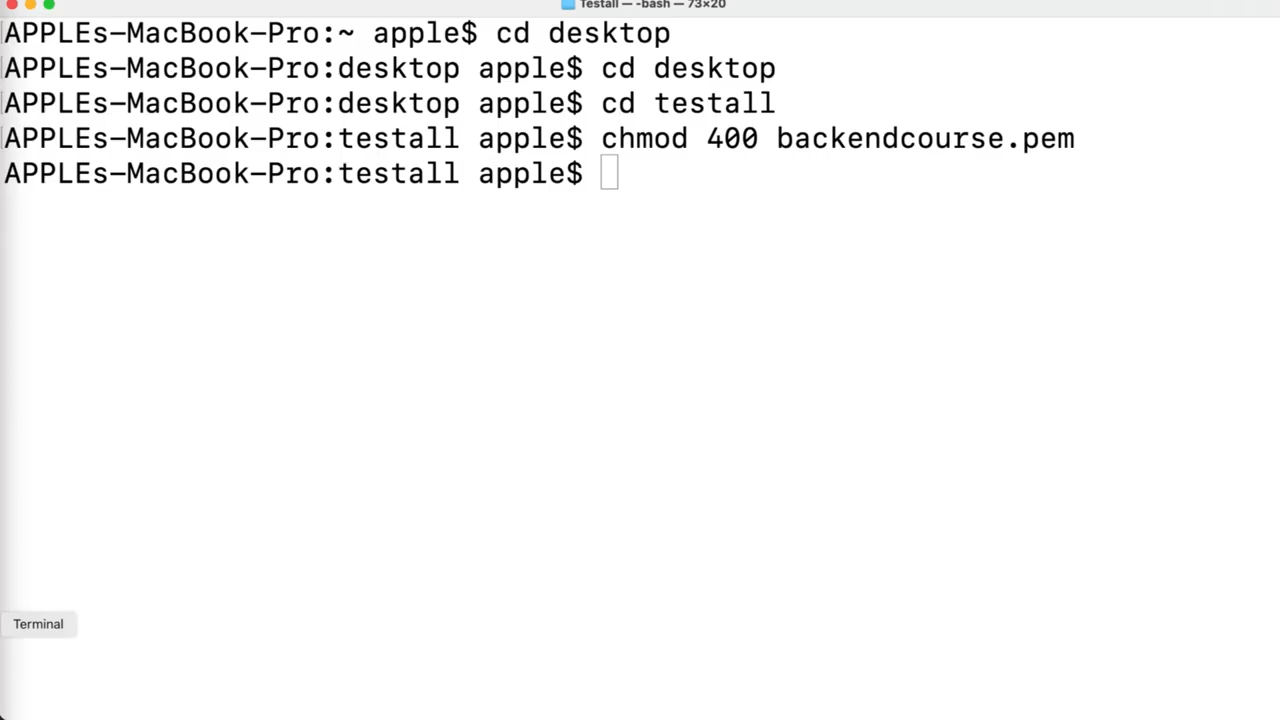 Testall — -bash — 73×20
APPLEs-MacBook-Pro:~ apple$ cd desktop
APPLEs-MacBook-Pro:desktop apple$ cd desktop
APPLEs-MacBook-Pro:desktop apple$ cd testall
APPLEs-MacBook-Pro:testall apple$ chmod 400 backendcourse.pem
APPLEs-MacBook-Pro:testall apple$
Terminal